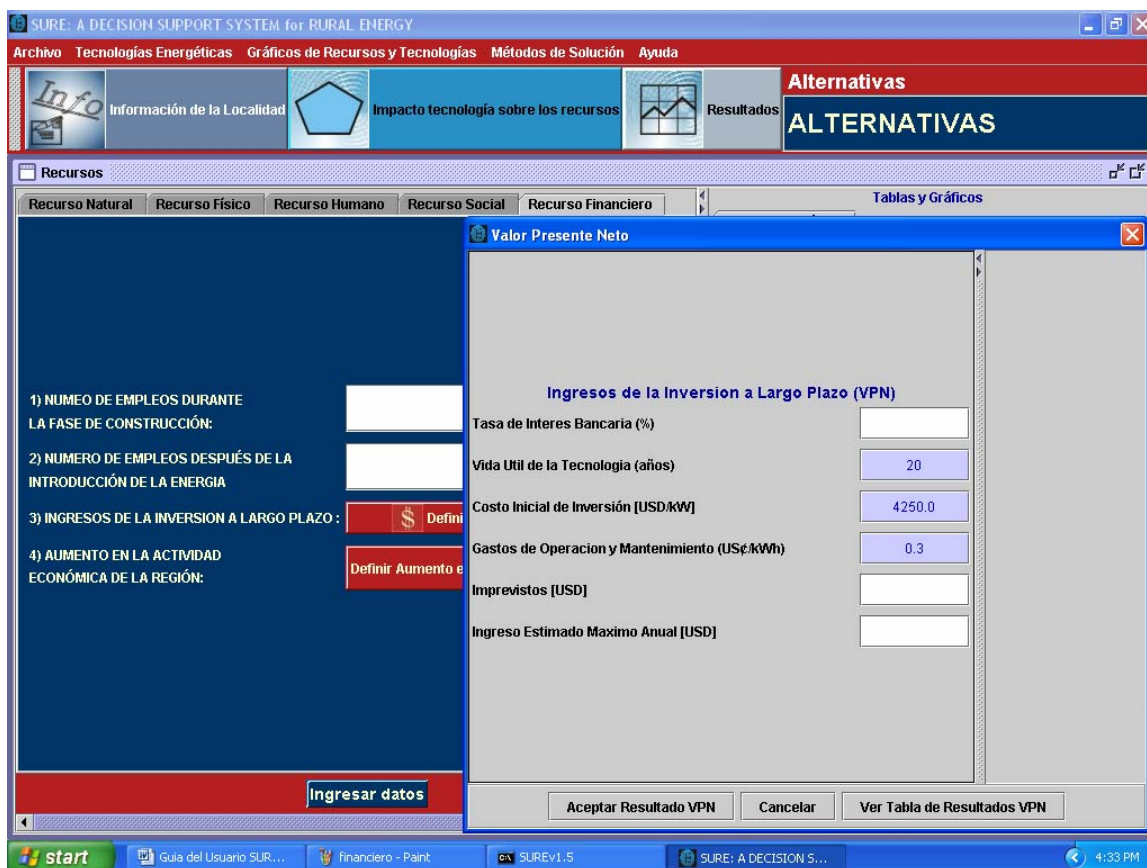 SURE: A DECISION SUPPORT SYSTEM for RURAL ENERGY
Archivo Tecnologías Energéticas Gráficos de Recursos y Tecnologías Métodos de Solución Ayuda
Info
Información de la Localidad
Impacto tecnología sobre los recursos
Resultados
Alternativas
ALTERNATIVAS
Recursos
Recurso Natural Recurso Físico Recurso Humano Recurso Social Recurso Financiero
Tablas y Gráficos
1) NUMEO DE EMPLEOS DURANTE
LA FASE DE CONSTRUCCIÓN:
2) NUMERO DE EMPLEOS DESPUÉS DE LA
INTRODUCCIÓN DE LA ENERGIA
3) INGRESOS DE LA INVERSION A LARGO PLAZO :
$ Defini
4) AUMENTO EN LA ACTIVIDAD
ECONÓMICA DE LA REGIÓN:
Definir Aumento e
Ingresar datos
Valor Presente Neto
Ingresos de la Inversion a Largo Plazo (VPN)
Tasa de Interes Bancaria (%)
Vida Util de la Tecnologia (años) 20
Costo Inicial de Inversión [USD/kW] 4250.0
Gastos de Operacion y Mantenimiento (US¢/kWh) 0.3
Imprevistos [USD]
Ingreso Estimado Maximo Anual [USD]
Aceptar Resultado VPN Cancelar Ver Tabla de Resultados VPN
start Guia del Usuario SUR... financiero - Paint SUREv1.5 SURE: A DECISION S... 4:33 PM